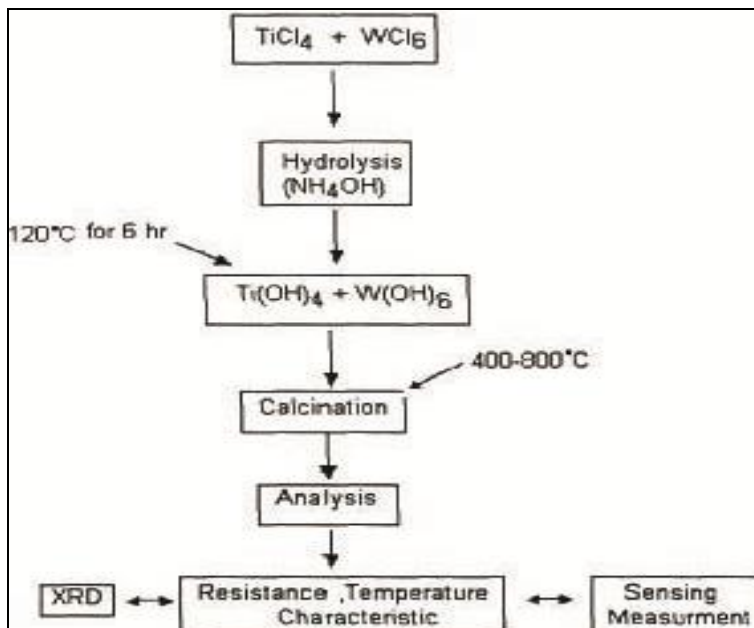 TiCl4 + WCl6
Hydrolysis
(NH4OH)
120°C for 6 hr
Ti(OH)4 + W(OH)6
400-800°C
Calcination
Analysis
XRD
Resistance ,Temperature
Characteristic
Sensing
Measurment